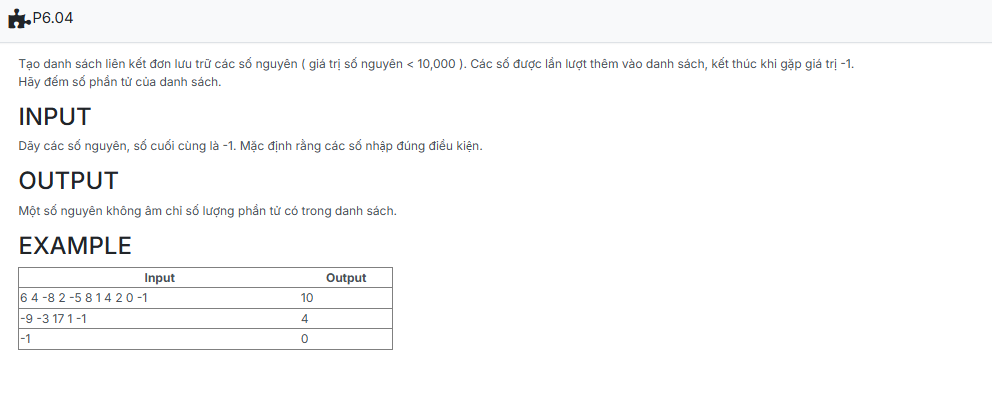 P6.04
Tạo danh sách liên kết đơn lưu trữ các số nguyên ( giá trị số nguyên < 10,000 ). Các số được lần lượt thêm vào danh sách, kết thúc khi gặp giá trị -1.
Hãy đếm số phần tử của danh sách.
INPUT
Dãy các số nguyên, số cuối cùng là -1. Mặc định rằng các số nhập đúng điều kiện.
OUTPUT
Một số nguyên không âm chỉ số lượng phần tử có trong danh sách.
EXAMPLE
Input Output
6 4 -8 2 -5 8 1 4 2 0 -1 10
-9 -3 17 1 -1 4
-1 0